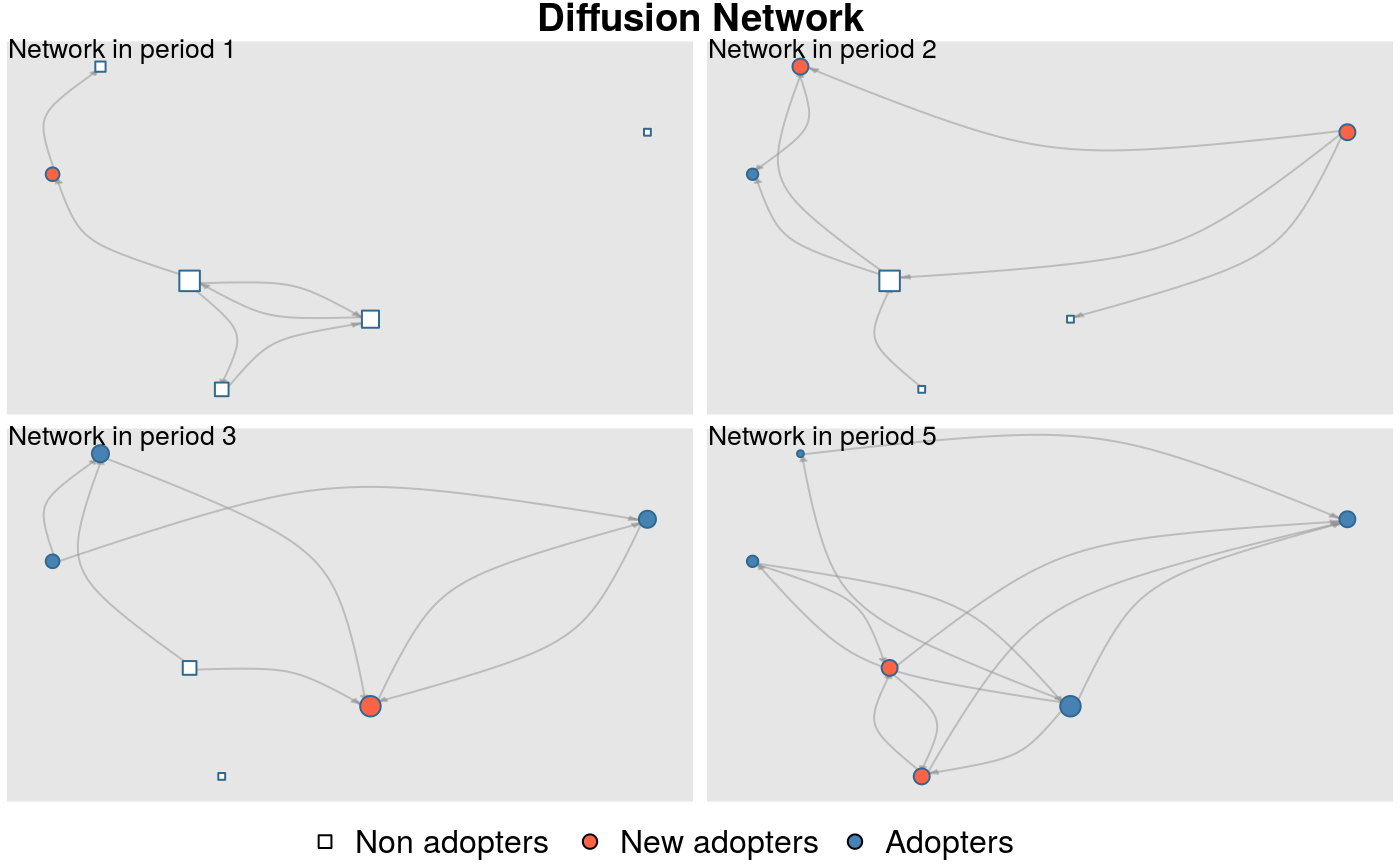 Diffusion Network
Network in period 1
Network in period 2
Network in period 3
Network in period 5
Non adopters
New adopters
Adopters